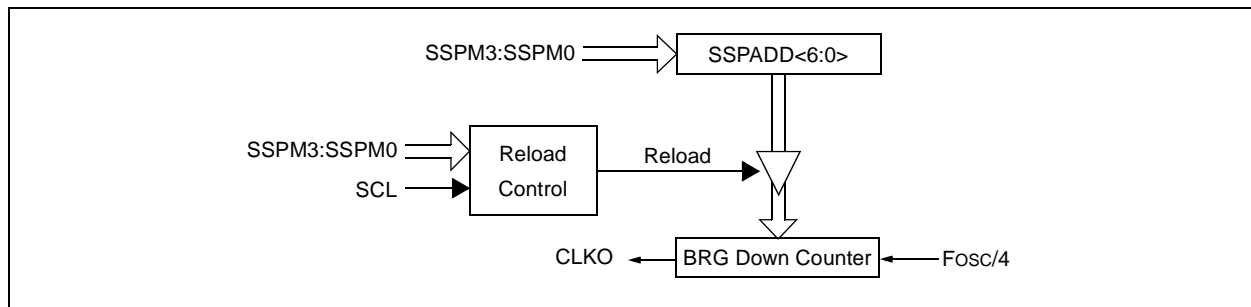 SSPM3:SSPM0
SSPADD<6:0>
SSPM3:SSPM0
SCL
Reload
Control
Reload
CLKO
BRG Down Counter
FOSC/4